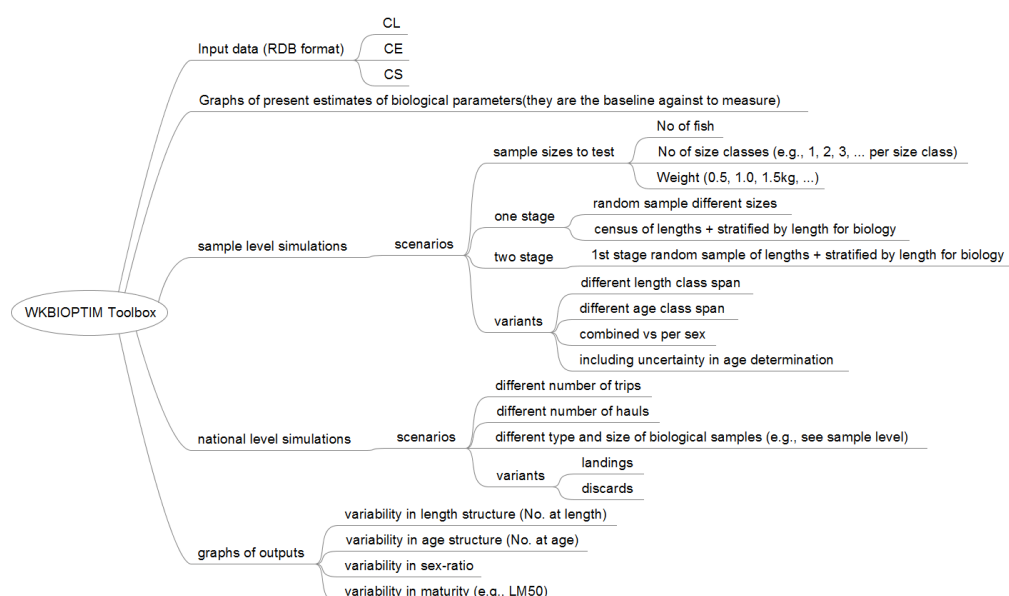 CL
Input data (RDB format)
CE
CS
Graphs of present estimates of biological parameters(they are the baseline against to measure)
No of fish
sample sizes to test
No of size classes (e.g., 1, 2, 3, ... per size class)
Weight (0.5, 1.0, 1.5kg, ...)
random sample different sizes
one stage
census of lengths + stratified by length for biology
sample level simulations
scenarios
two stage
1st stage random sample of lengths + stratified by length for biology
different length class span
different age class span
variants
combined vs per sex
including uncertainty in age determination
WKBIOPTIM Toolbox
different number of trips
different number of hauls
national level simulations
scenarios
different type and size of biological samples (e.g., see sample level)
landings
variants
discards
variability in length structure (No. at length)
variability in age structure (No. at age)
graphs of outputs
variability in sex-ratio
variability in maturity (e.g., LM50)